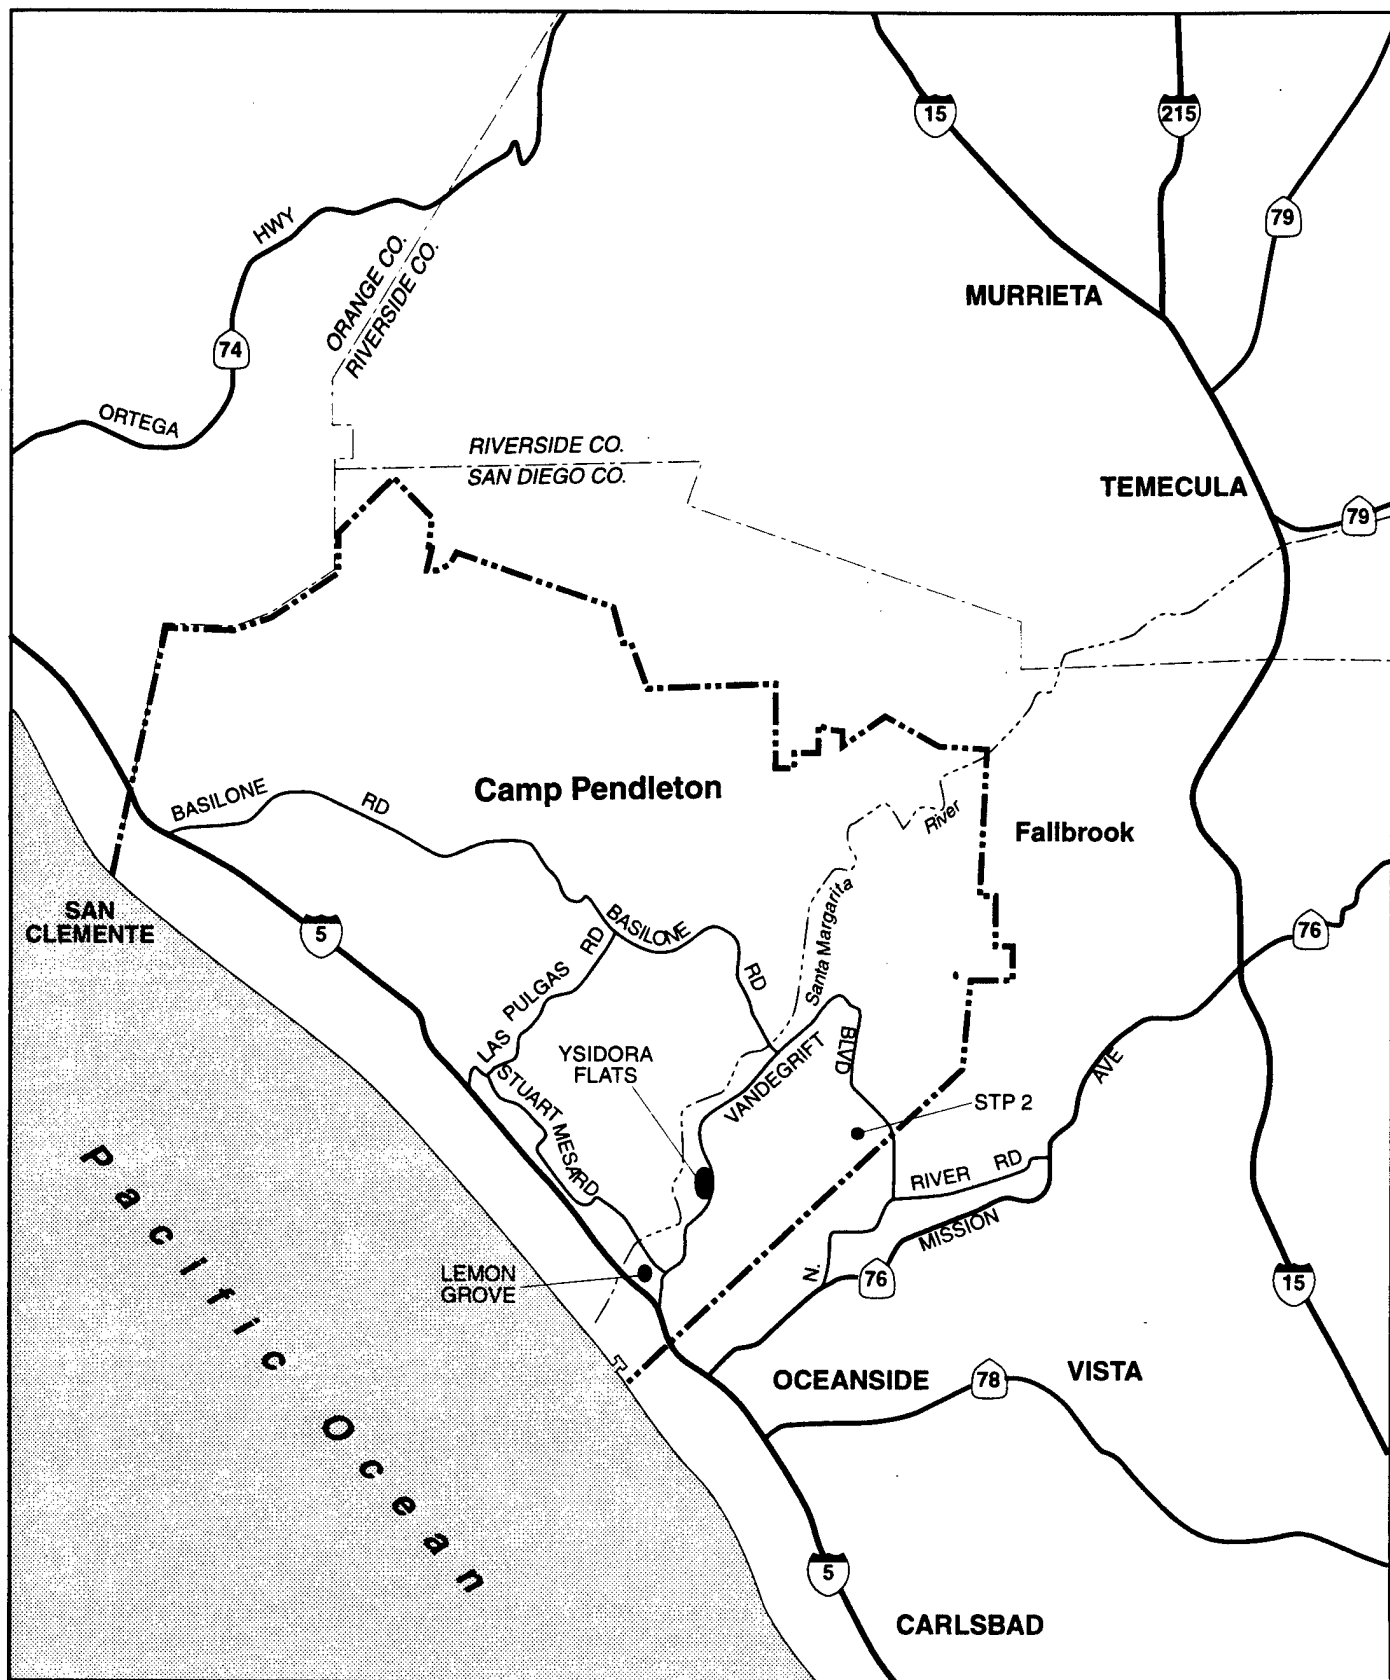 15
215
79
HWY
ORANGE CO.
RIVERSIDE CO.
MURRIETA
74
ORTEGA
RIVERSIDE CO.
SAN DIEGO CO.
TEMECULA
79
Camp Pendleton
BASILONE RD
River
Fallbrook
Santa Margarita
SAN
CLEMENTE
5
BASILONE RD
76
LAS PULGAS RD
YSIDORA
FLATS
VANDEGRIFT BLVD
AVE
STUART MESA RD
STP 2
RIVER RD
MISSION
N.
76
LEMON
GROVE
15
Pacific Ocean
OCEANSIDE
78
VISTA
5
CARLSBAD